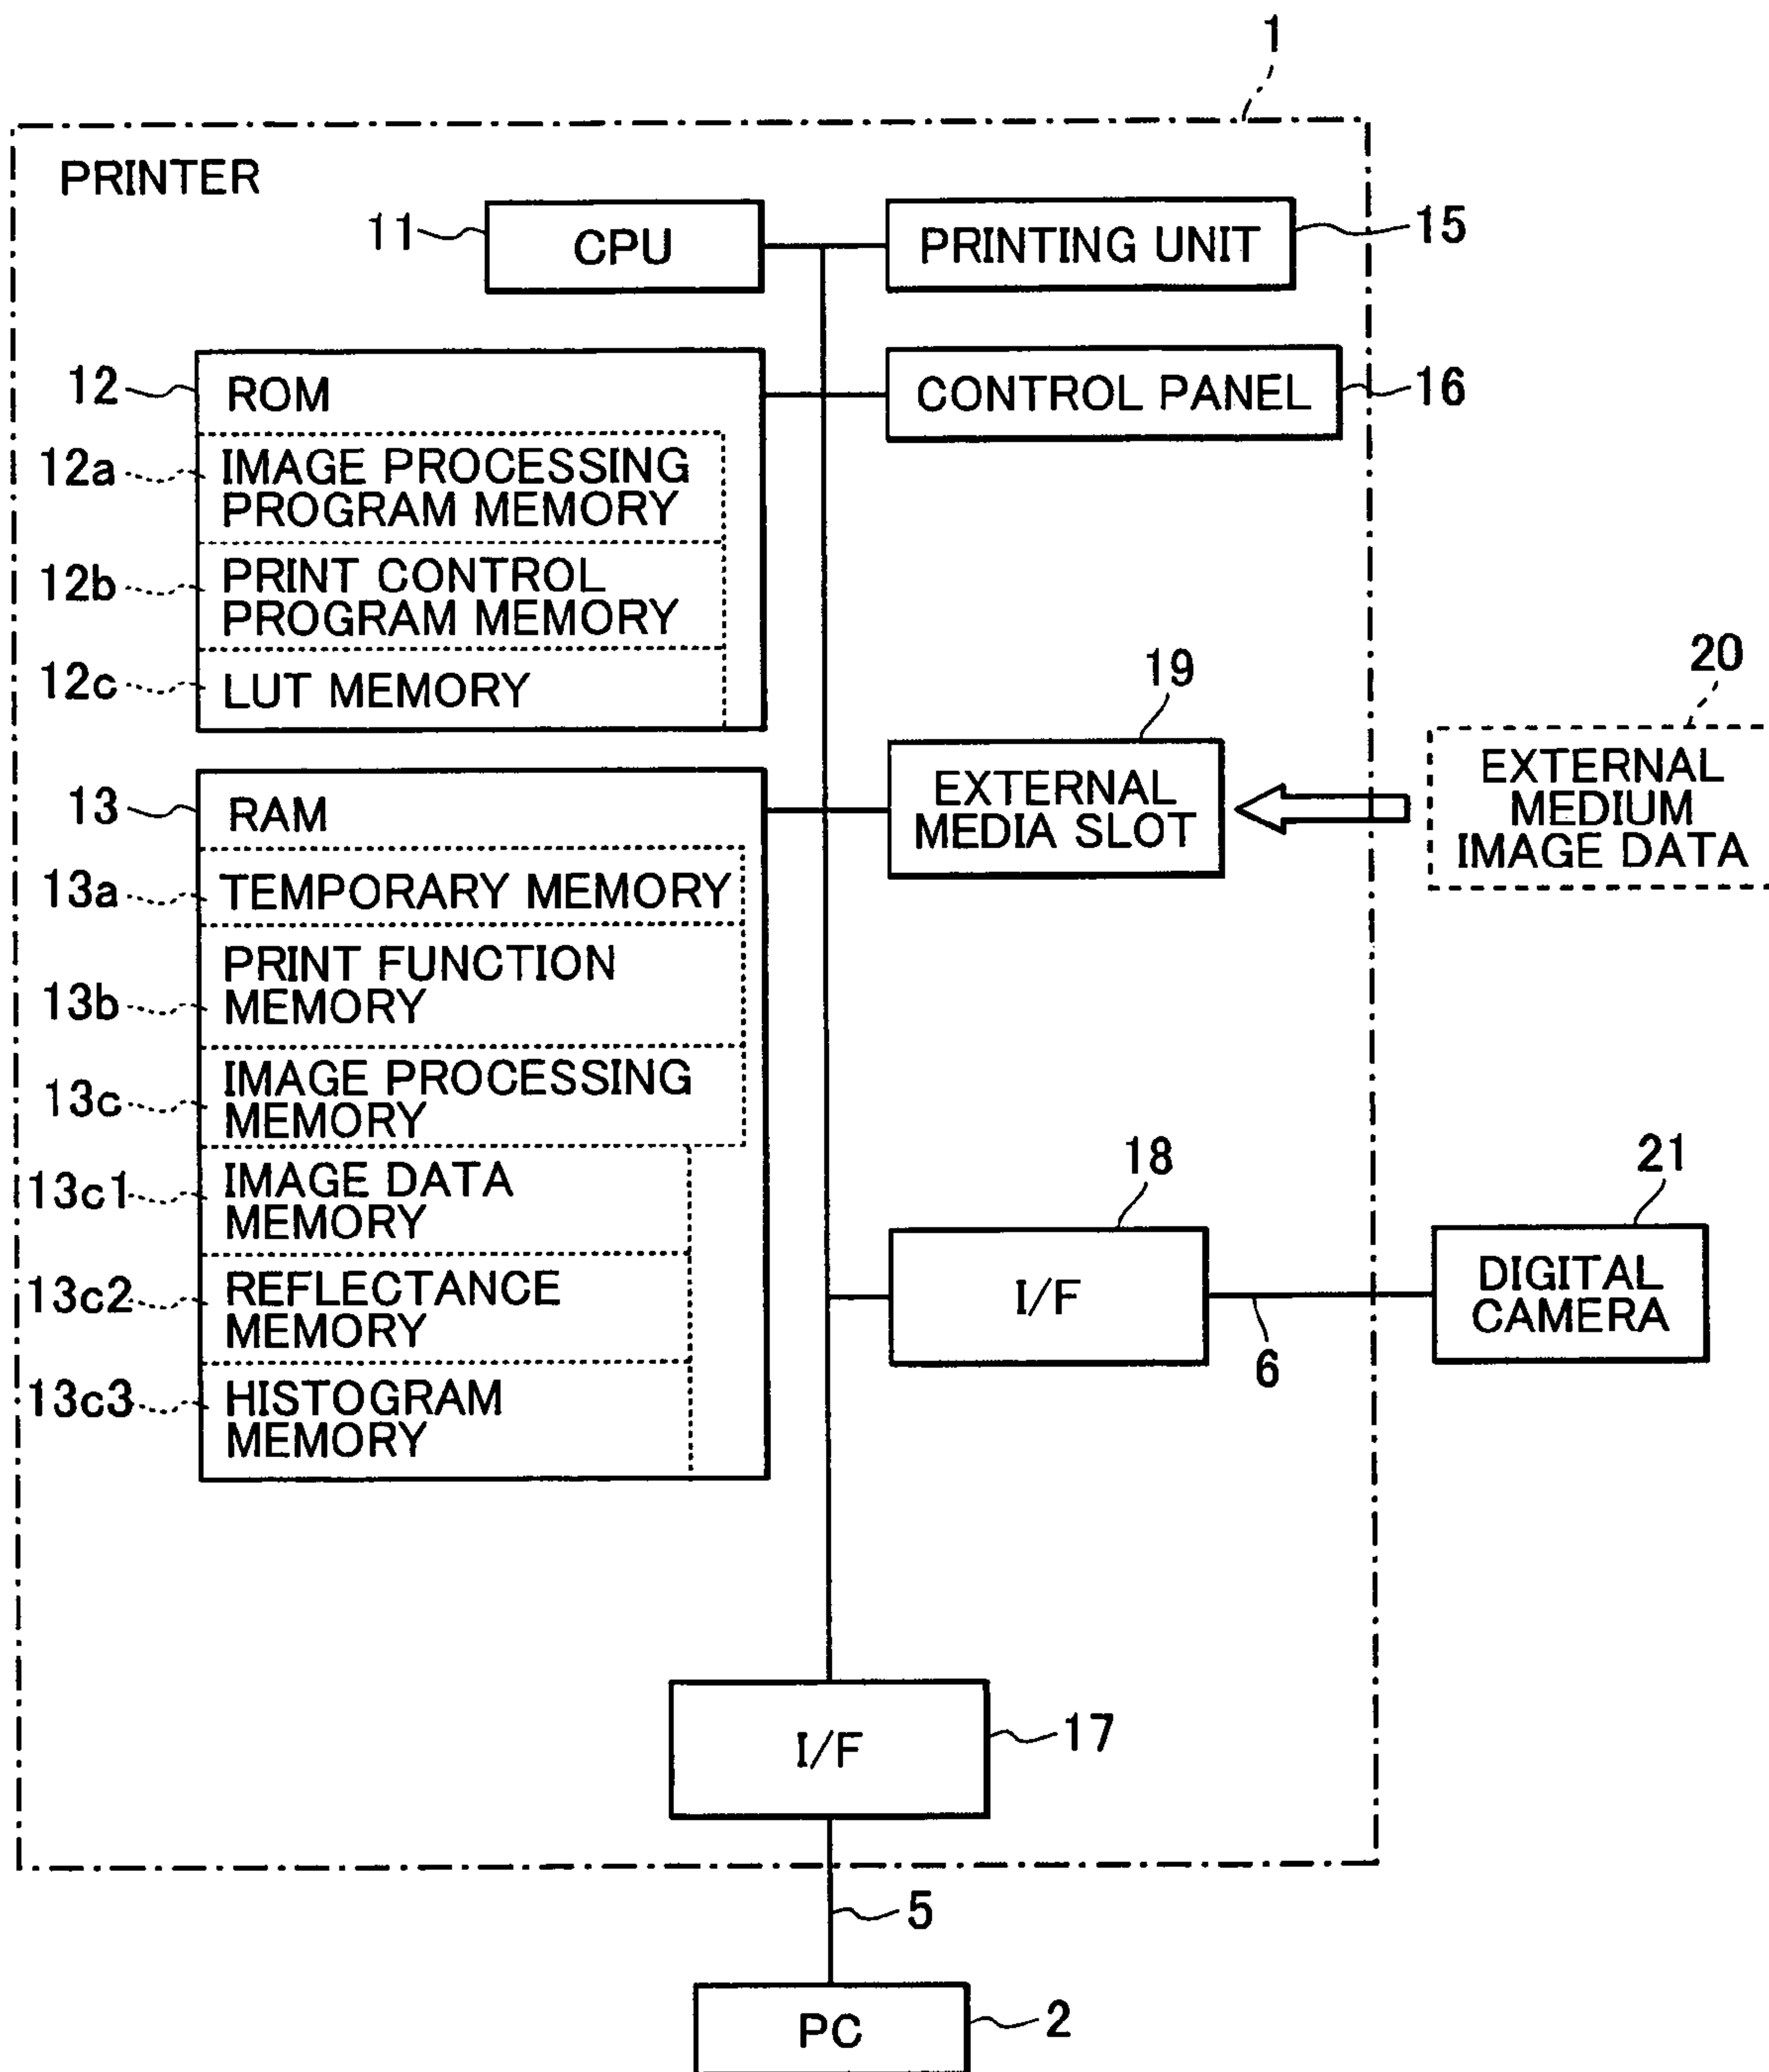 1
PRINTER
11
CPU
PRINTING UNIT
15
12
ROM
CONTROL PANEL
16
12a
IMAGE PROCESSING
PROGRAM MEMORY
12b
PRINT CONTROL
PROGRAM MEMORY
12c
LUT MEMORY
19
20
EXTERNAL
MEDIA SLOT
EXTERNAL
MEDIUM
IMAGE DATA
13
RAM
13a
TEMPORARY MEMORY
13b
PRINT FUNCTION
MEMORY
13c
IMAGE PROCESSING
MEMORY
13c1
IMAGE DATA
MEMORY
13c2
REFLECTANCE
MEMORY
13c3
HISTOGRAM
MEMORY
18
I/F
6
21
DIGITAL
CAMERA
I/F
17
5
PC
2